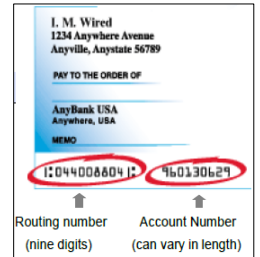 I. M. Wired
1234 Anywhere Avenue
Anyville, Anystate 56789
PAY TO THE ORDER OF
AnyBank USA
Anywhere, USA
MEMO
⑆044008804⑆ 960130629
Routing number Account Number
(nine digits) (can vary in length)